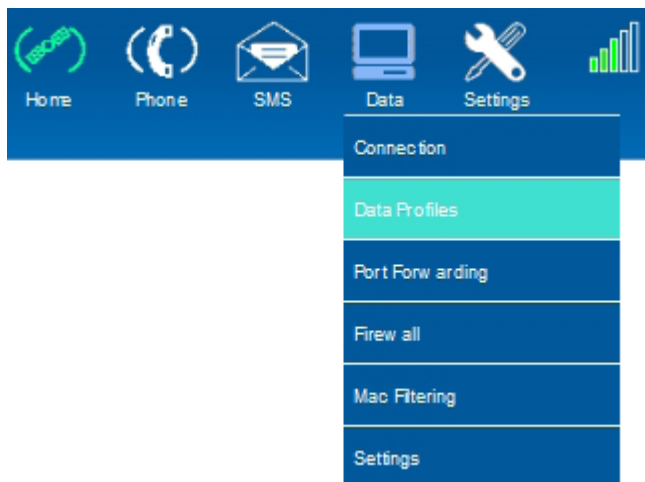 Home Phone SMS Data Settings
Connection
Data Profiles
Port Forwarding
Firewall
Mac Filtering
Settings